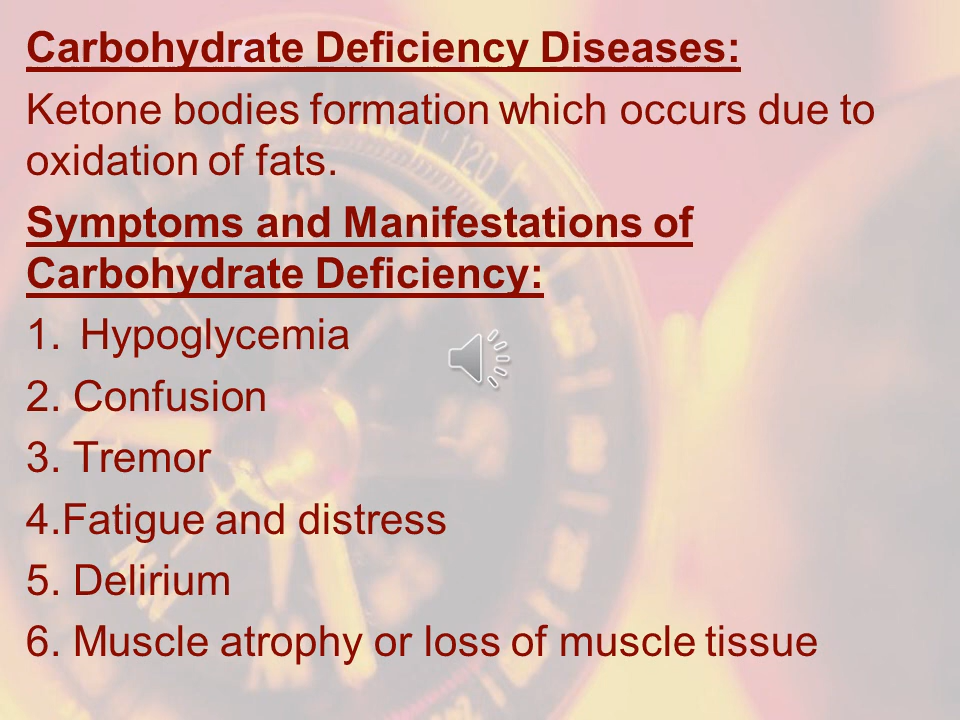 Carbohydrate Deficiency Diseases:
Ketone bodies formation which occurs due to
oxidation of fats.
Symptoms and Manifestations of
Carbohydrate Deficiency:
1. Hypoglycemia
2. Confusion
3. Tremor
4.Fatigue and distress
5. Delirium
6. Muscle atrophy or loss of muscle tissue
120